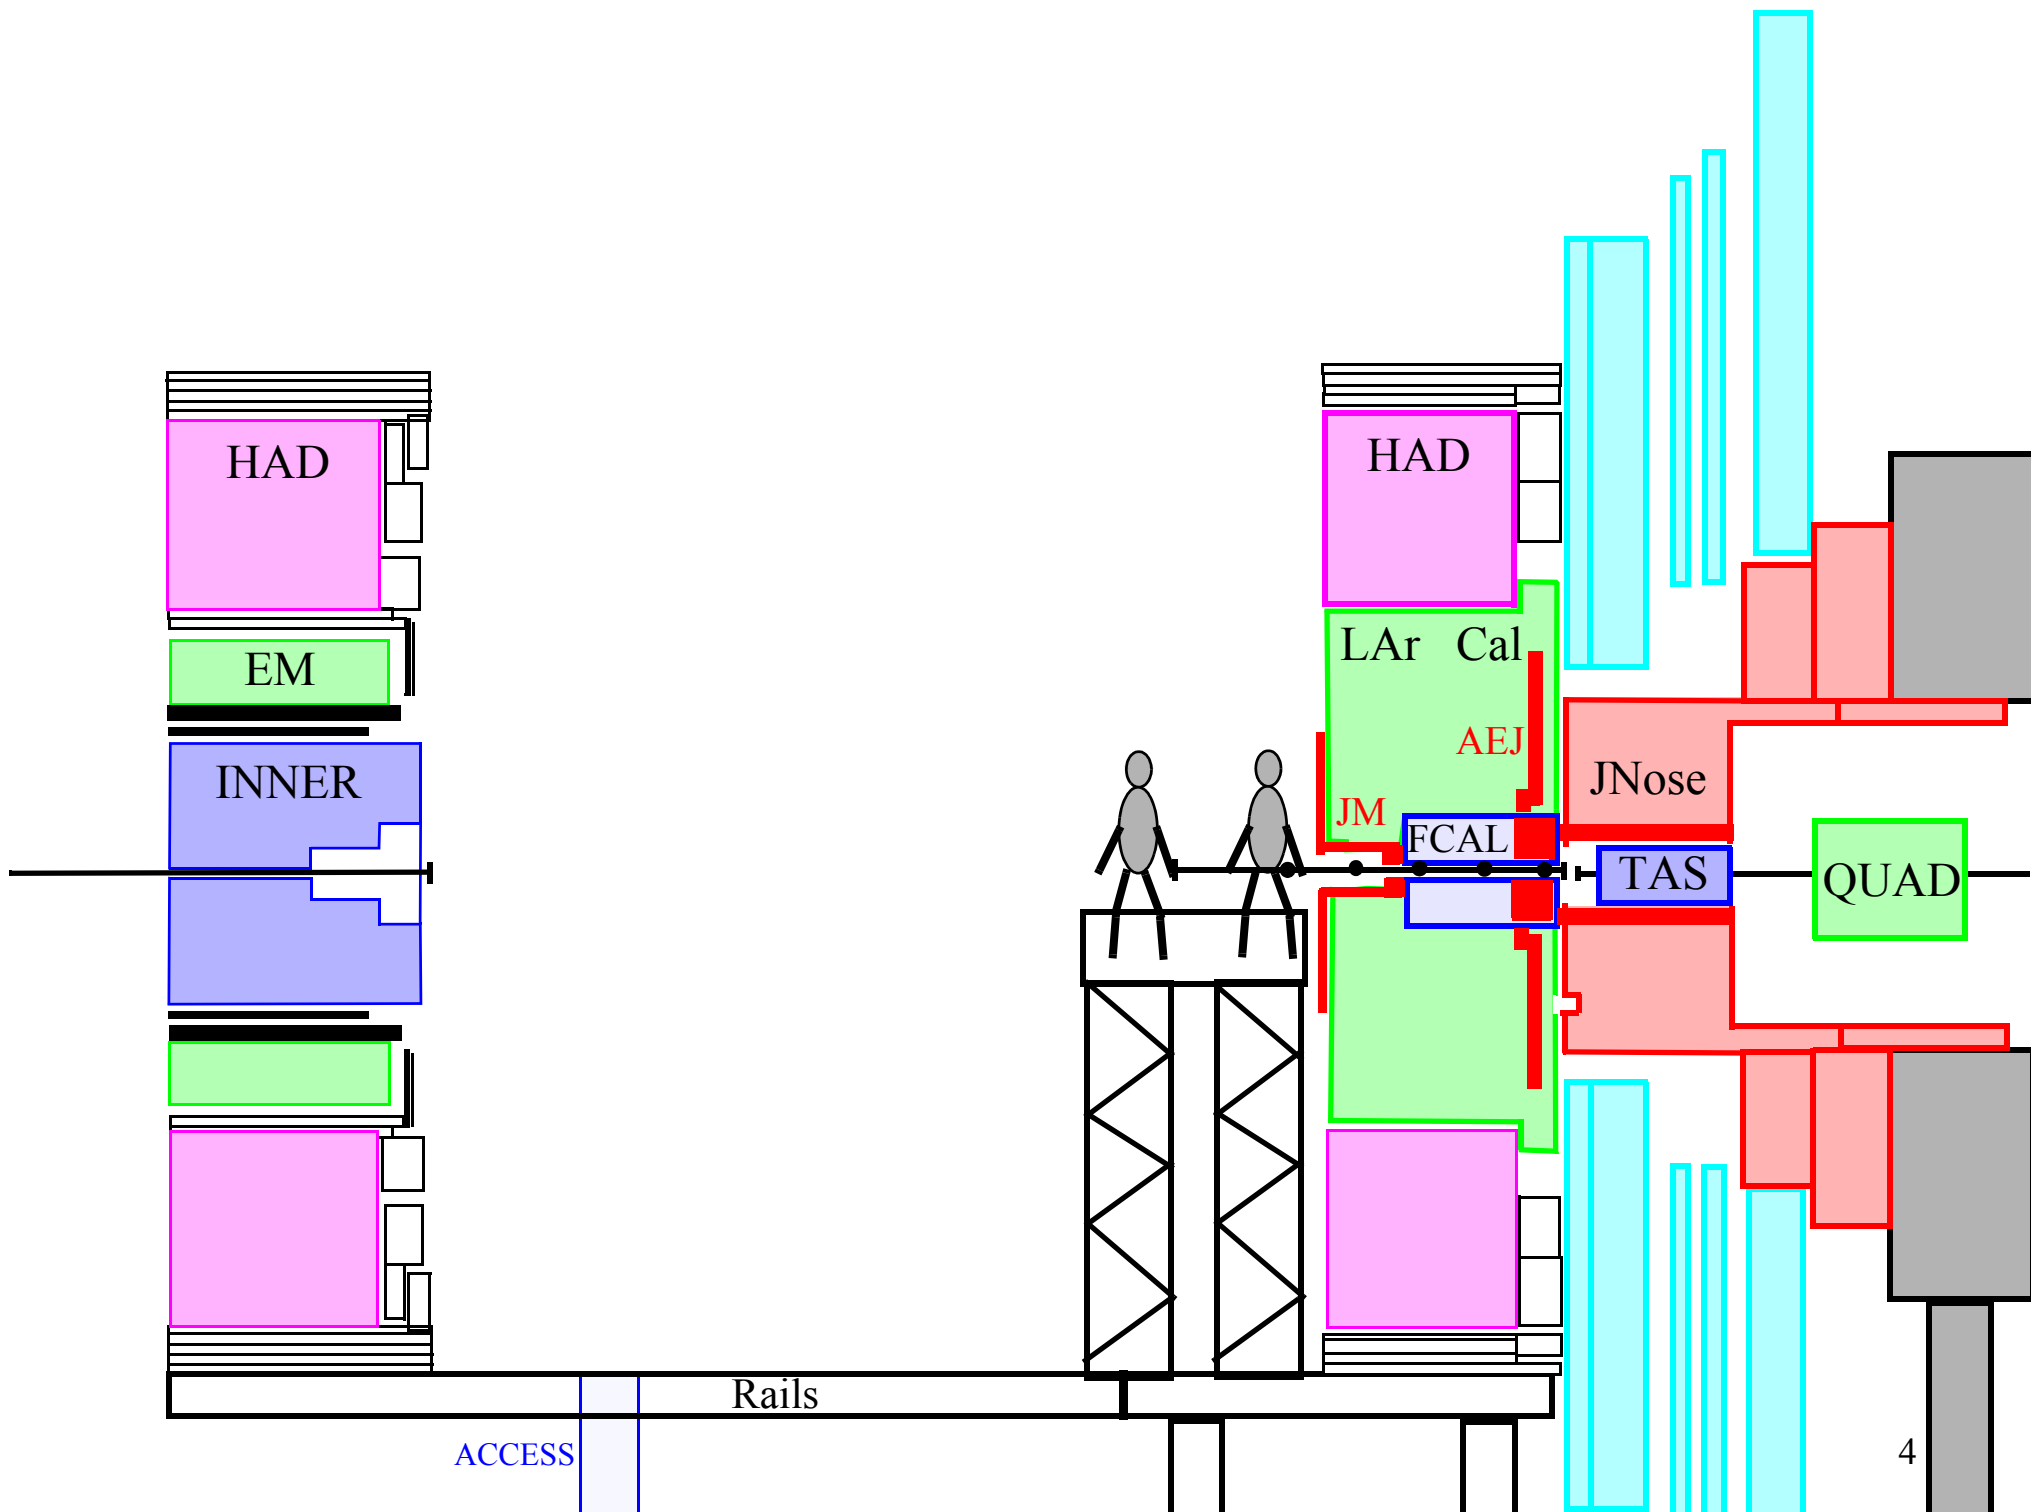 HAD
HAD
LAr Cal
EM
AEJ
INNER
JNose
JM
FCAL
TAS
QUAD
Rails
ACCESS
4